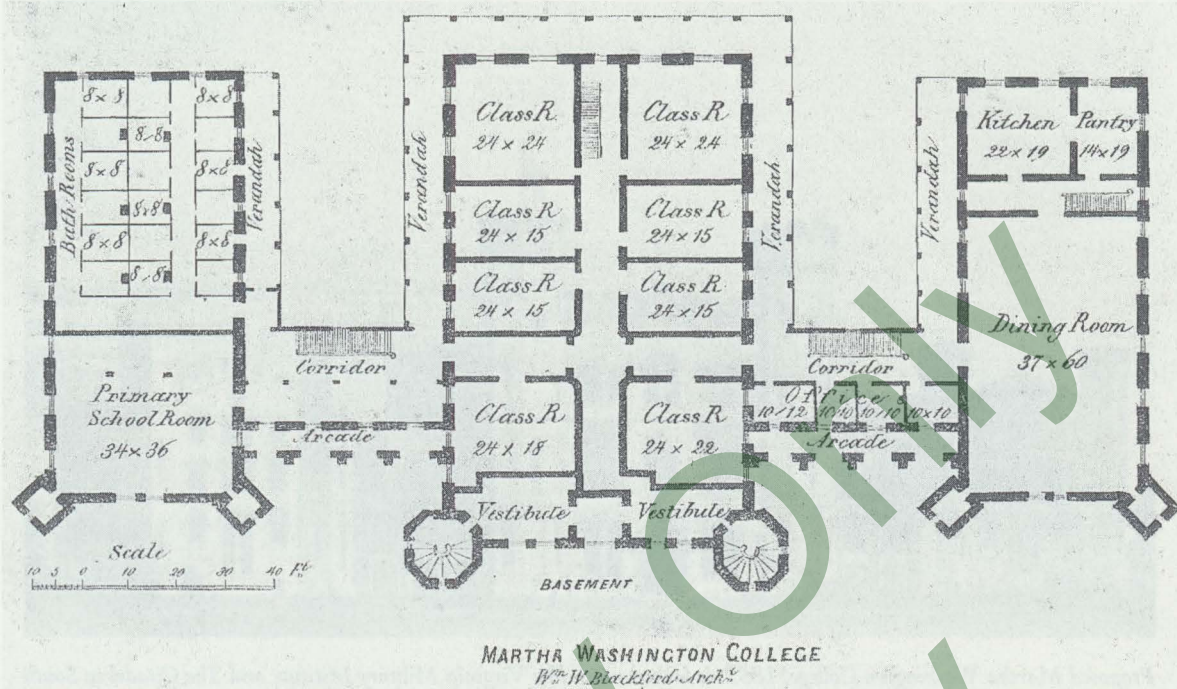 Bath Rooms
8 x 8
8 x 8
8 x 8
8 x 8
8 x 8
8 x 8
8 x 8
8 x 8
8 x 8
Verandah
Primary
School Room
34 x 36
Scale
10 5 0 10 20 30 40 Ft.
Corridor
Arcade
Verandah
Class R
24 x 24
Class R
24 x 24
Class R
24 x 15
Class R
24 x 15
Class R
24 x 15
Class R
24 x 15
Class R
24 x 18
Class R
24 x 22
Vestibule
Vestibule
BASEMENT
Verandah
Corridor
Offices
10/12 10/10 10/10 10x10
Arcade
Verandah
Kitchen
22 x 19
Pantry
14 x 19
Dining Room
37 x 60
MARTHA WASHINGTON COLLEGE
Wm. W. Blackford Archt.
Only